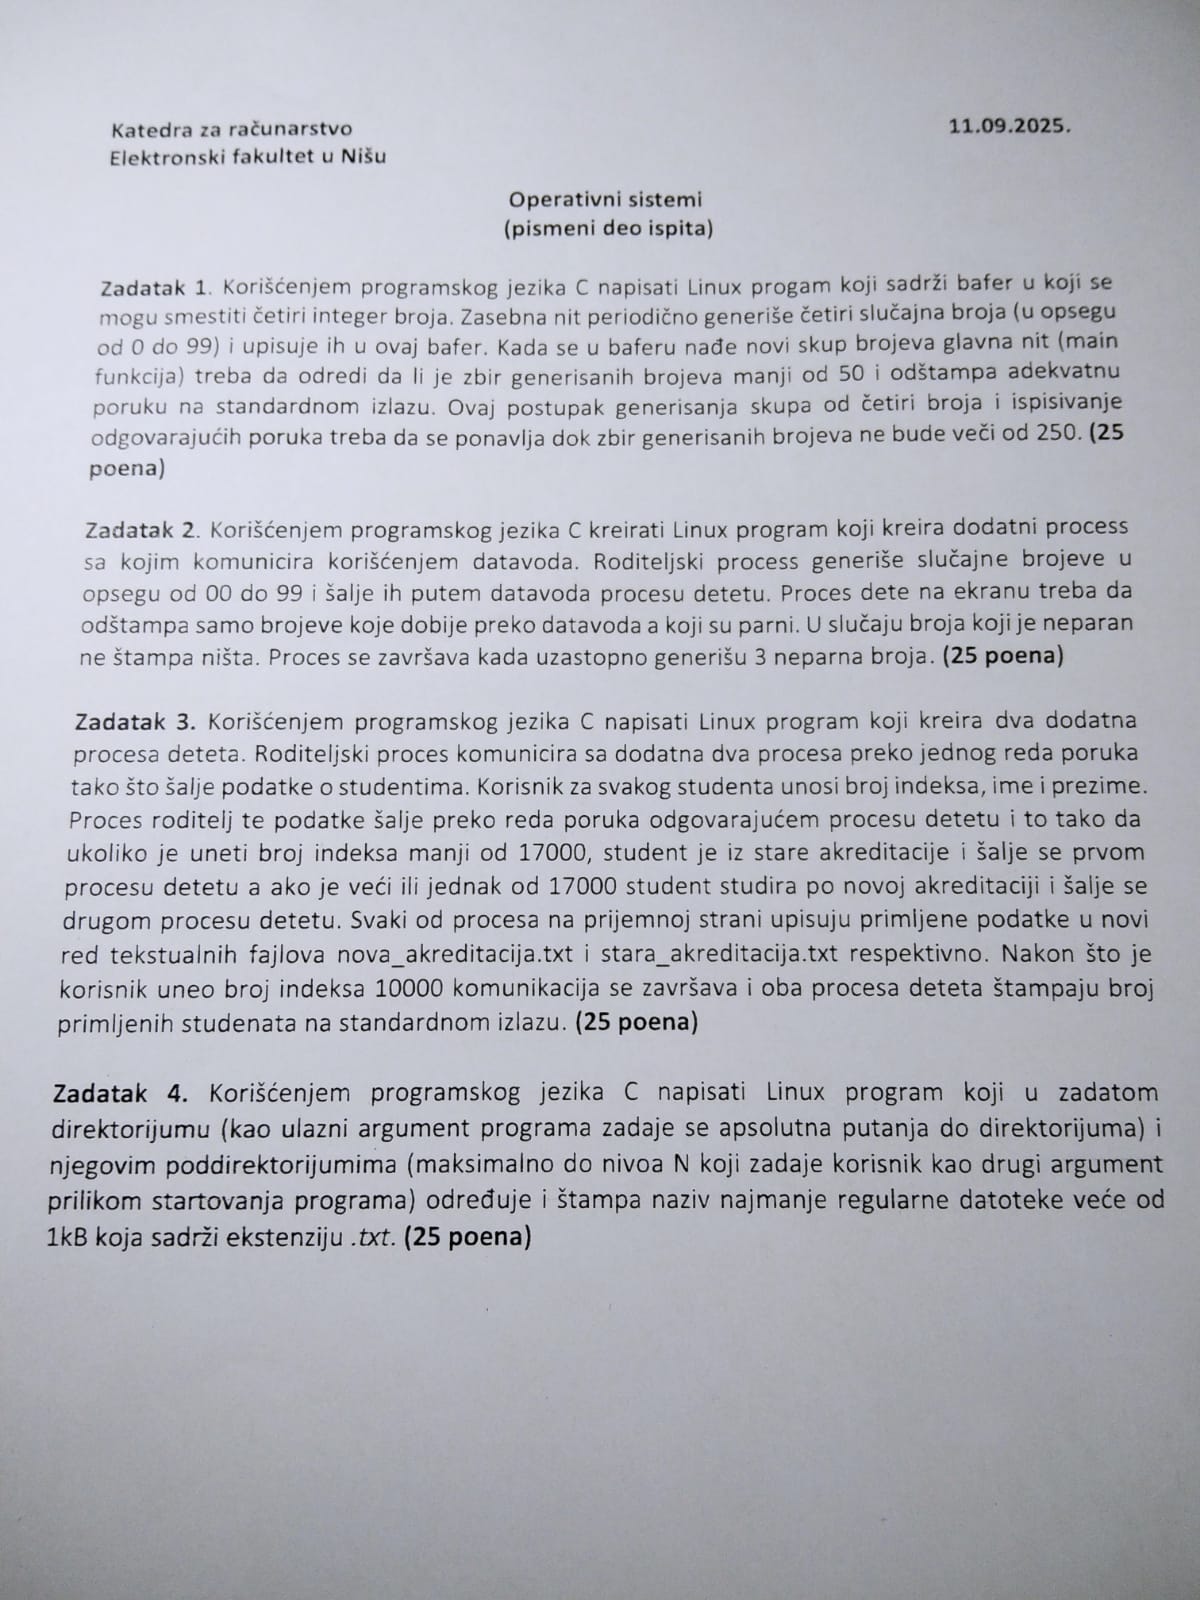 Katedra za računarstvo
11.09.2025.
Elektronski fakultet u Nišu
Operativni sistemi
(pismeni deo ispita)
Zadatak 1. Korišćenjem programskog jezika C napisati Linux progam koji sadrži bafer u koji se
mogu smestiti četiri integer broja. Zasebna nit periodično generiše četiri slučajna broja (u opsegu
od 0 do 99) i upisuje ih u ovaj bafer. Kada se u baferu nađe novi skup brojeva glavna nit (main
funkcija) treba da odredi da li je zbir generisanih brojeva manji od 50 i odštampa adekvatnu
poruku na standardnom izlazu. Ovaj postupak generisanja skupa od četiri broja i ispisivanje
odgovarajućih poruka treba da se ponavlja dok zbir generisanih brojeva ne bude veči od 250. (25
poena)
Zadatak 2. Korišćenjem programskog jezika C kreirati Linux program koji kreira dodatni process
sa kojim komunicira korišćenjem datavoda. Roditeljski process generiše slučajne brojeve u
opsegu od 00 do 99 i šalje ih putem datavoda procesu detetu. Proces dete na ekranu treba da
odštampa samo brojeve koje dobije preko datavoda a koji su parni. U slučaju broja koji je neparan
ne štampa ništa. Proces se završava kada uzastopno generišu 3 neparna broja. (25 poena)
Zadatak 3. Korišćenjem programskog jezika C napisati Linux program koji kreira dva dodatna
procesa deteta. Roditeljski proces komunicira sa dodatna dva procesa preko jednog reda poruka
tako što šalje podatke o studentima. Korisnik za svakog studenta unosi broj indeksa, ime i prezime.
Proces roditelj te podatke šalje preko reda poruka odgovarajućem procesu detetu i to tako da
ukoliko je uneti broj indeksa manji od 17000, student je iz stare akreditacije i šalje se prvom
procesu detetu a ako je veći ili jednak od 17000 student studira po novoj akreditaciji i šalje se
drugom procesu detetu. Svaki od procesa na prijemnoj strani upisuju primljene podatke u novi
red tekstualnih fajlova nova_akreditacija.txt i stara_akreditacija.txt respektivno. Nakon što je
korisnik uneo broj indeksa 10000 komunikacija se završava i oba procesa deteta štampaju broj
primljenih studenata na standardnom izlazu. (25 poena)
Zadatak 4. Korišćenjem programskog jezika C napisati Linux program koji u zadatom
direktorijumu (kao ulazni argument programa zadaje se apsolutna putanja do direktorijuma) i
njegovim poddirektorijumima (maksimalno do nivoa N koji zadaje korisnik kao drugi argument
prilikom startovanja programa) određuje i štampa naziv najmanje regularne datoteke veće od
1kB koja sadrži ekstenziju .txt. (25 poena)